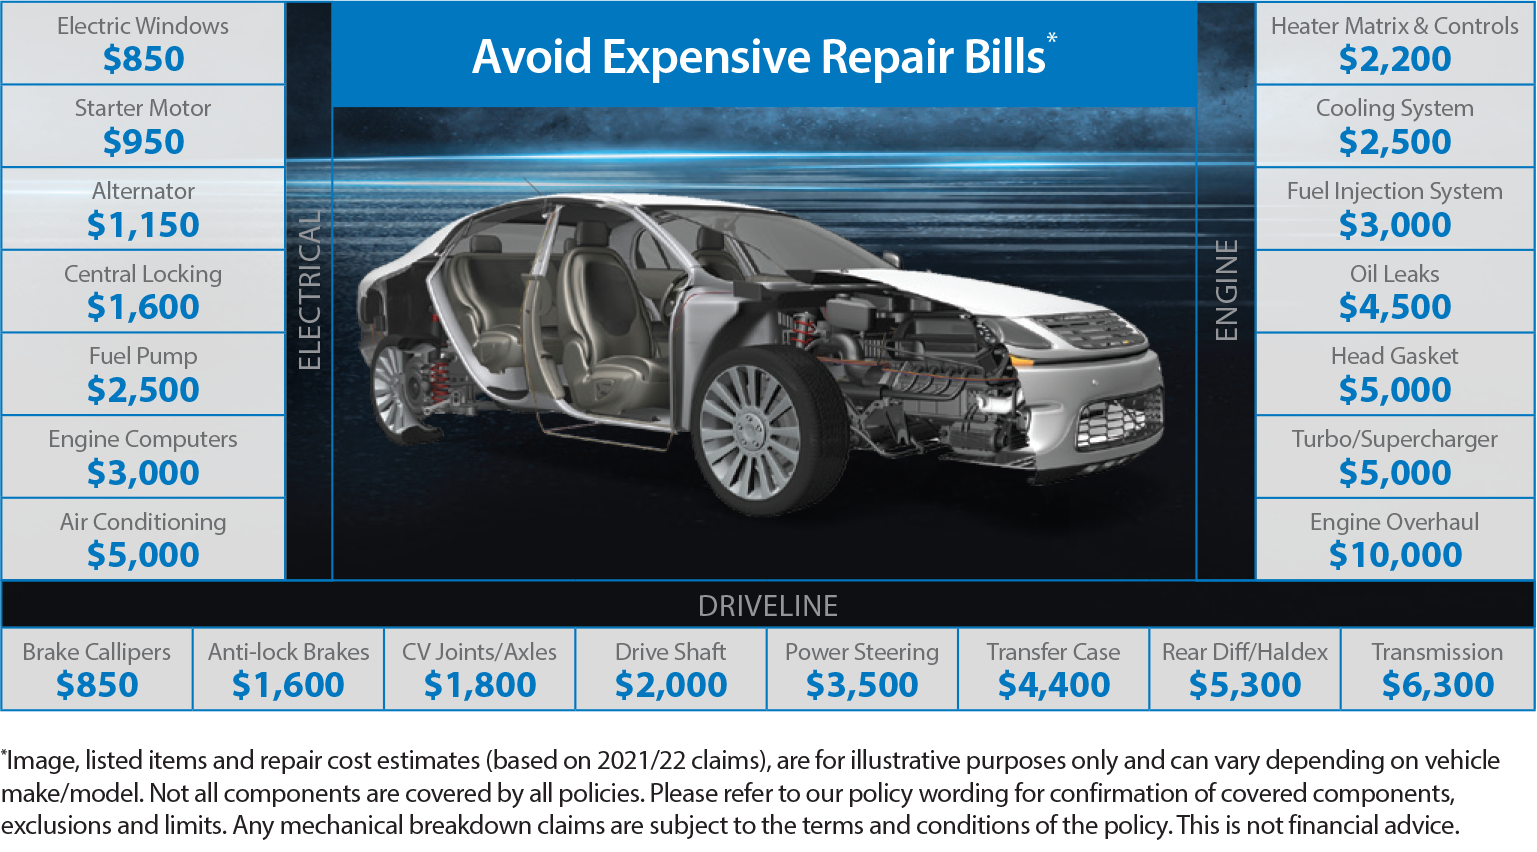 Avoid Expensive Repair Bills*
ELECTRICAL
Electric Windows
$850
Starter Motor
$950
Alternator
$1,150
Central Locking
$1,600
Fuel Pump
$2,500
Engine Computers
$3,000
Air Conditioning
$5,000
ENGINE
Heater Matrix & Controls
$2,200
Cooling System
$2,500
Fuel Injection System
$3,000
Oil Leaks
$4,500
Head Gasket
$5,000
Turbo/Supercharger
$5,000
Engine Overhaul
$10,000
DRIVELINE
Brake Callipers
$850
Anti-lock Brakes
$1,600
CV Joints/Axles
$1,800
Drive Shaft
$2,000
Power Steering
$3,500
Transfer Case
$4,400
Rear Diff/Haldex
$5,300
Transmission
$6,300
*Image, listed items and repair cost estimates (based on 2021/22 claims), are for illustrative purposes only and can vary depending on vehicle
make/model. Not all components are covered by all policies. Please refer to our policy wording for confirmation of covered components,
exclusions and limits. Any mechanical breakdown claims are subject to the terms and conditions of the policy. This is not financial advice.